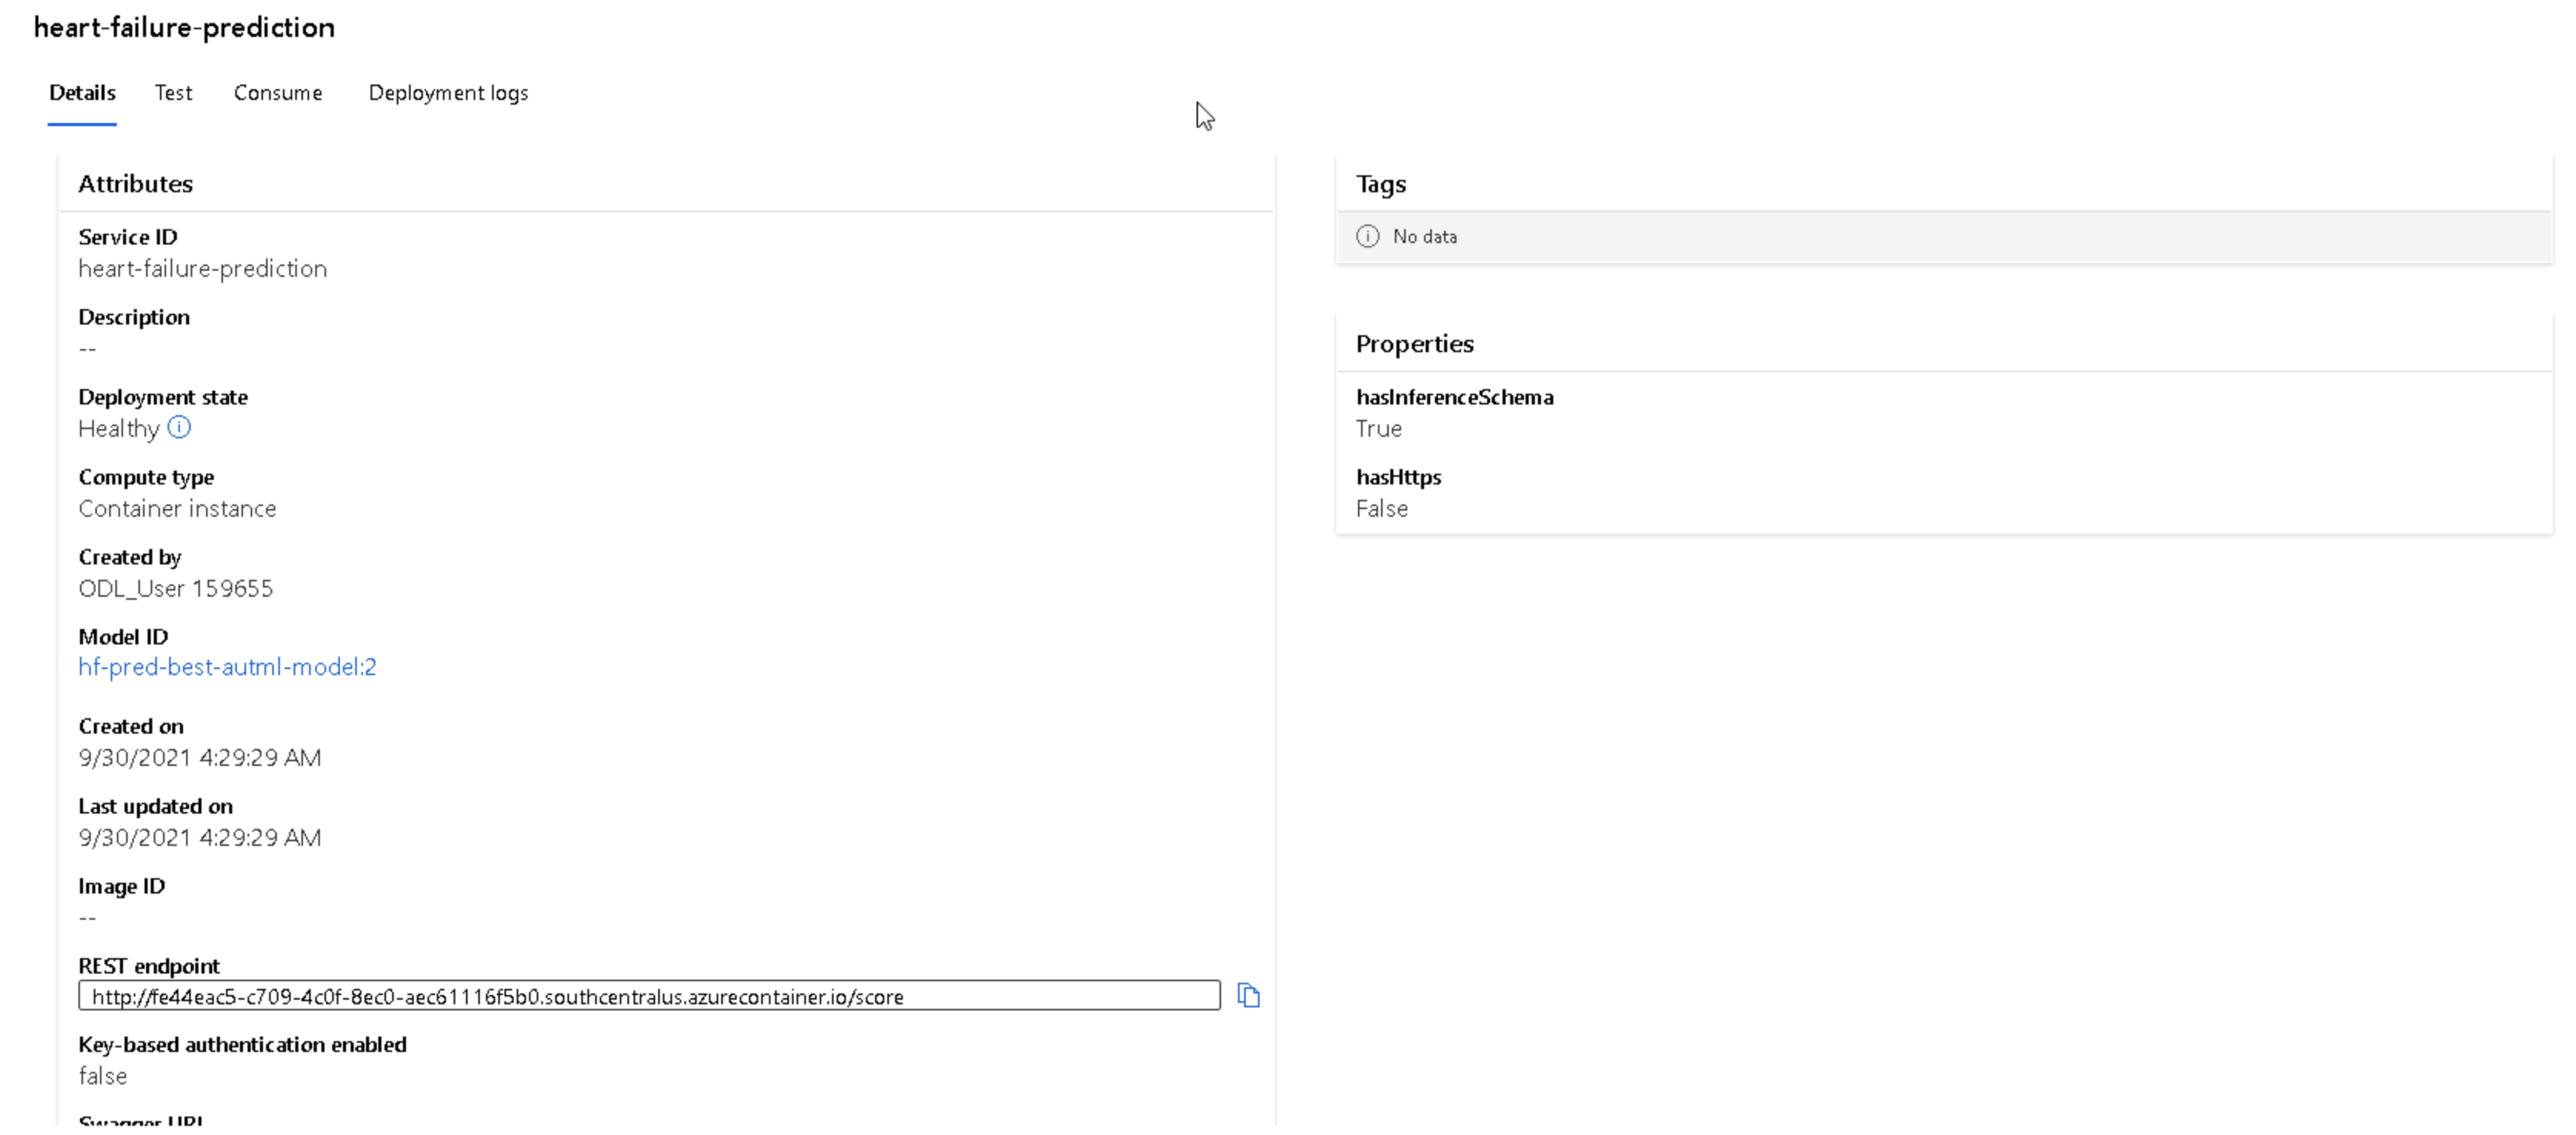 heart-failure-prediction
Details Test Consume Deployment logs
Attributes
Service ID
heart-failure-prediction
Description
--
Deployment state
Healthy
Compute type
Container instance
Created by
ODL_User 159655
Model ID
hf-pred-best-autml-model:2
Created on
9/30/2021 4:29:29 AM
Last updated on
9/30/2021 4:29:29 AM
Image ID
--
REST endpoint
http://fe44eac5-c709-4c0f-8ec0-aec61116f5b0.southcentralus.azurecontainer.io/score
Key-based authentication enabled
false
Swagger URI
Tags
No data
Properties
hasInferenceSchema
True
hasHttps
False